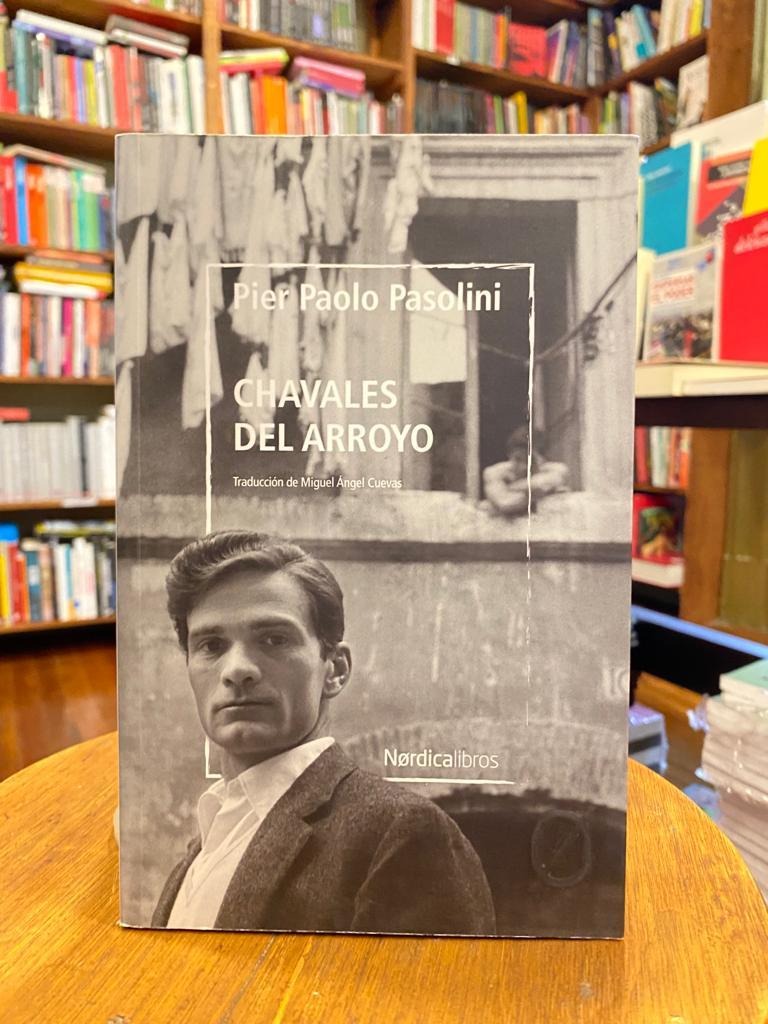 Pier Paolo Pasolini
CHAVALES
DEL ARROYO
Traducción de Miguel Ángel Cuevas
Nørdicalibros